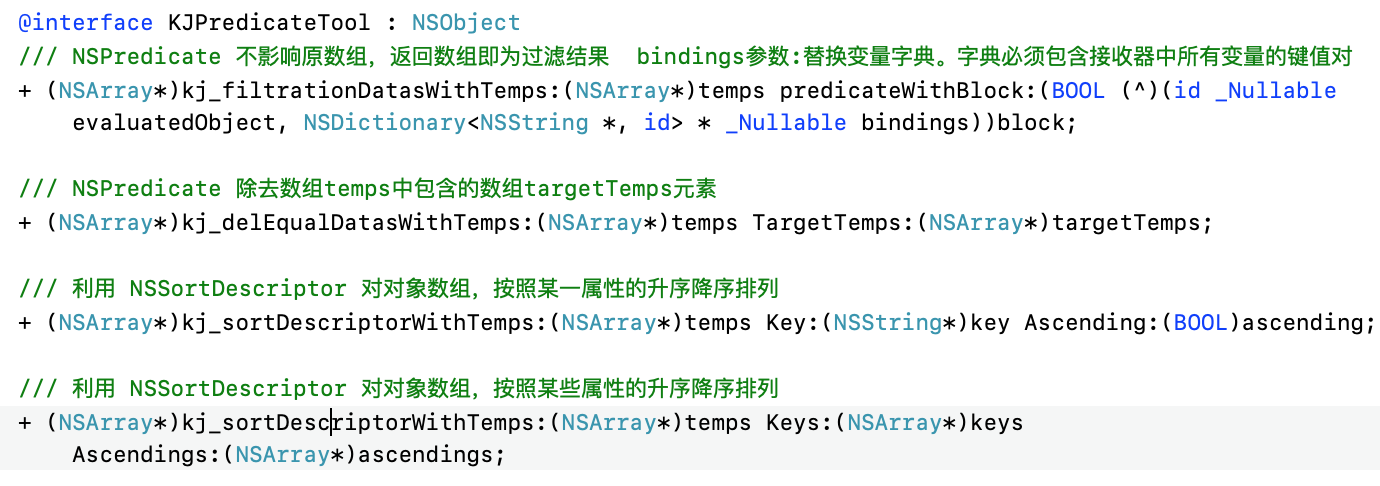 @interface KJPredicateTool : NSObject
/// NSPredicate 不影响原数组，返回数组即为过滤结果  bindings参数:替换变量字典。字典必须包含接收器中所有变量的键值对
+ (NSArray*)kj_filtrationDatasWithTemps:(NSArray*)temps predicateWithBlock:(BOOL (^)(id _Nullable
evaluatedObject, NSDictionary<NSString *, id> * _Nullable bindings))block;
/// NSPredicate 除去数组temps中包含的数组targetTemps元素
+ (NSArray*)kj_delEqualDatasWithTemps:(NSArray*)temps TargetTemps:(NSArray*)targetTemps;
/// 利用 NSSortDescriptor 对对象数组，按照某一属性的升序降序排列
+ (NSArray*)kj_sortDescriptorWithTemps:(NSArray*)temps Key:(NSString*)key Ascending:(BOOL)ascending;
/// 利用 NSSortDescriptor 对对象数组，按照某些属性的升序降序排列
+ (NSArray*)kj_sortDescriptorWithTemps:(NSArray*)temps Keys:(NSArray*)keys
Ascendings:(NSArray*)ascendings;